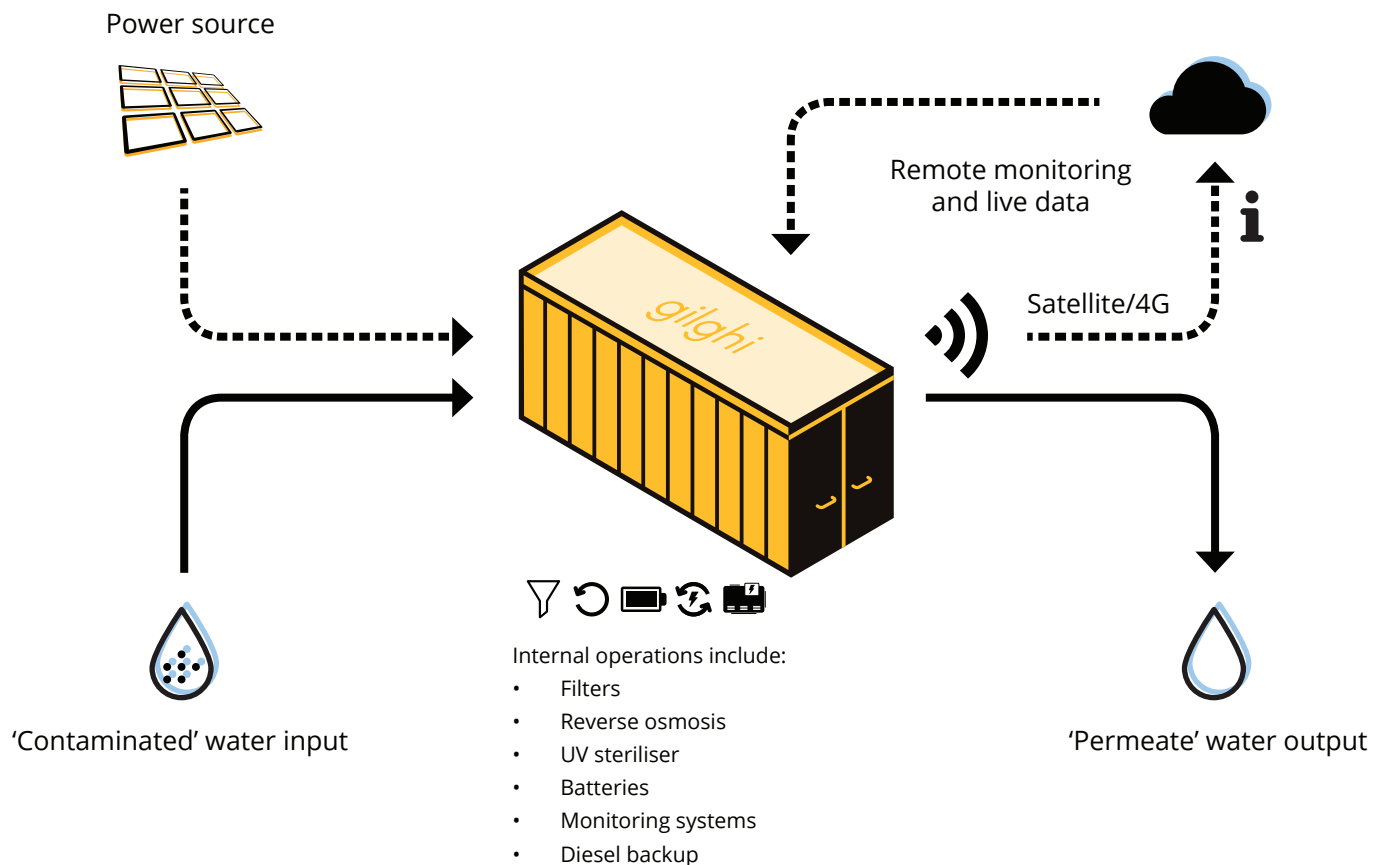 Power source
Remote monitoring
and live data
gilghi
Satellite/4G
Internal operations include:
• Filters
• Reverse osmosis
• UV steriliser
• Batteries
• Monitoring systems
• Diesel backup
‘Contaminated’ water input
‘Permeate’ water output